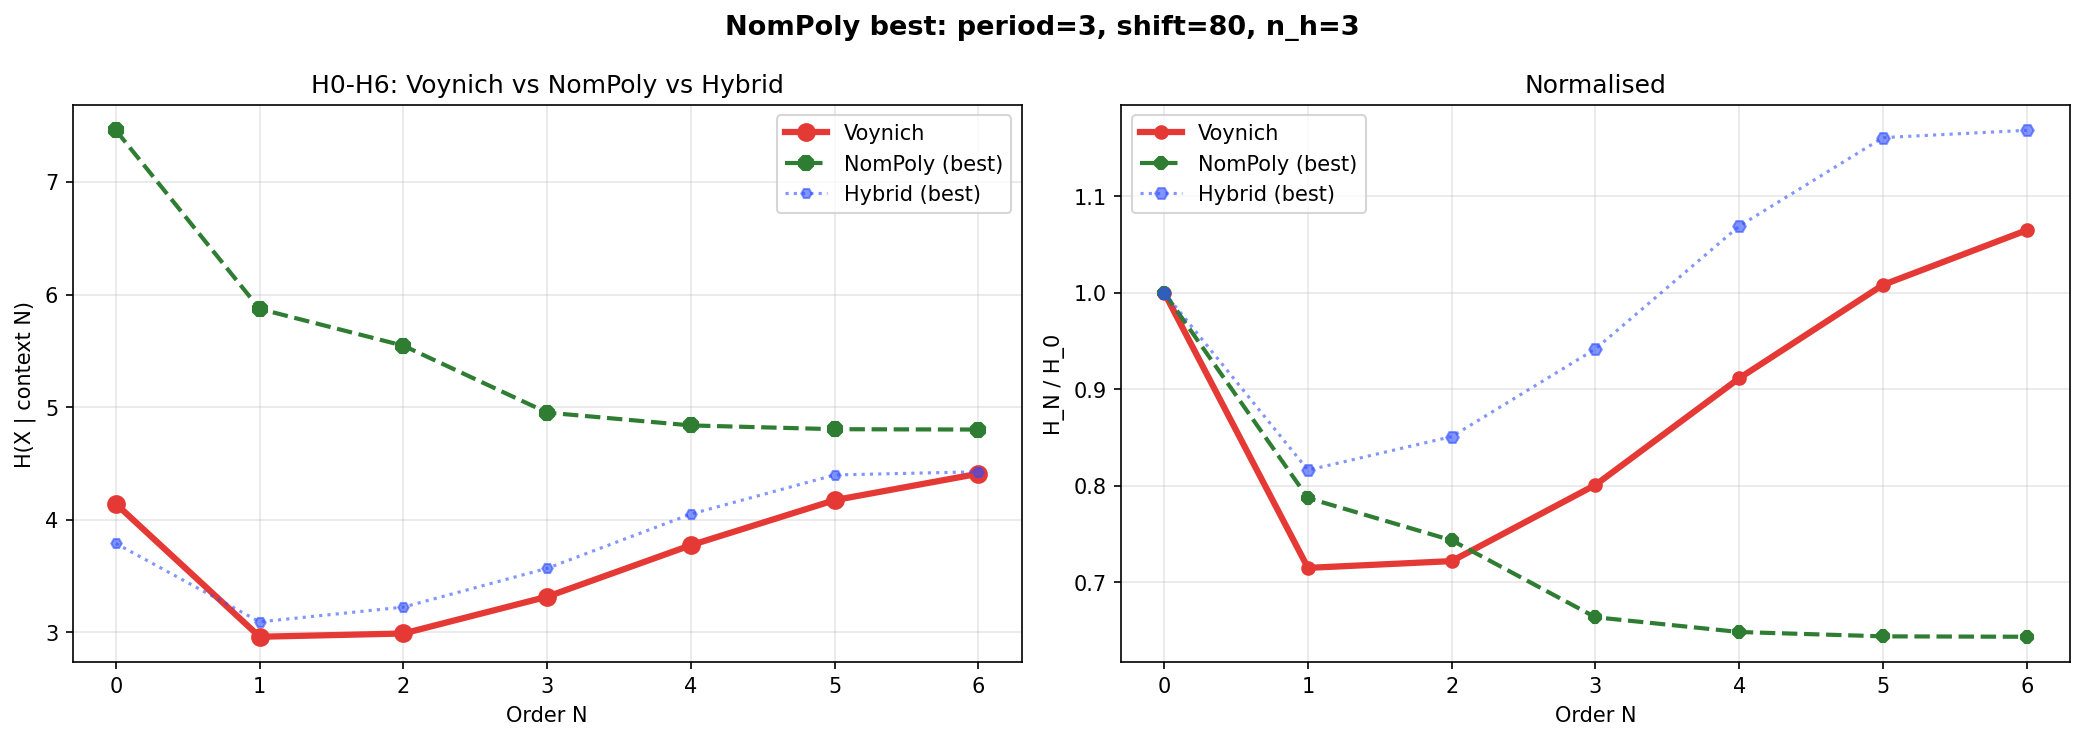 NomPoly best: period=3, shift=80, n_h=3
H0-H6: Voynich vs NomPoly vs Hybrid
H(X | context N)
7
6
5
4
3
0 1 2 3 4 5 6
Order N
Voynich
NomPoly (best)
Hybrid (best)
Normalised
H_N / H_0
1.1
1.0
0.9
0.8
0.7
0 1 2 3 4 5 6
Order N
Voynich
NomPoly (best)
Hybrid (best)